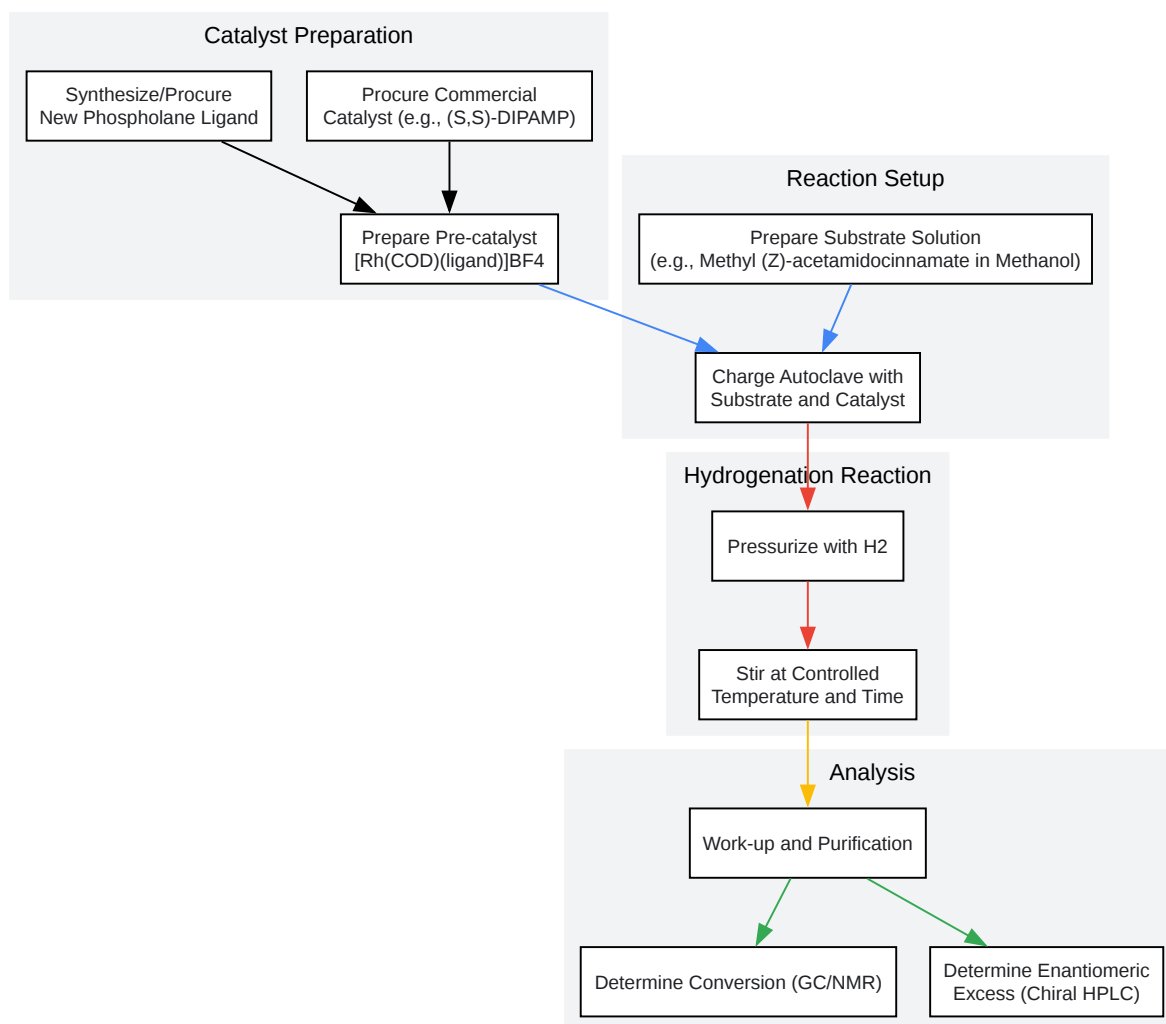 Catalyst Preparation
Synthesize/Procure
New Phospholane Ligand
Procure Commercial
Catalyst (e.g., (S,S)-DIPAMP)
Prepare Pre-catalyst
[Rh(COD)(ligand)]BF4
Reaction Setup
Prepare Substrate Solution
(e.g., Methyl (Z)-acetamidocinnamate in Methanol)
Charge Autoclave with
Substrate and Catalyst
Hydrogenation Reaction
Pressurize with H2
Stir at Controlled
Temperature and Time
Analysis
Work-up and Purification
Determine Conversion (GC/NMR)
Determine Enantiomeric
Excess (Chiral HPLC)